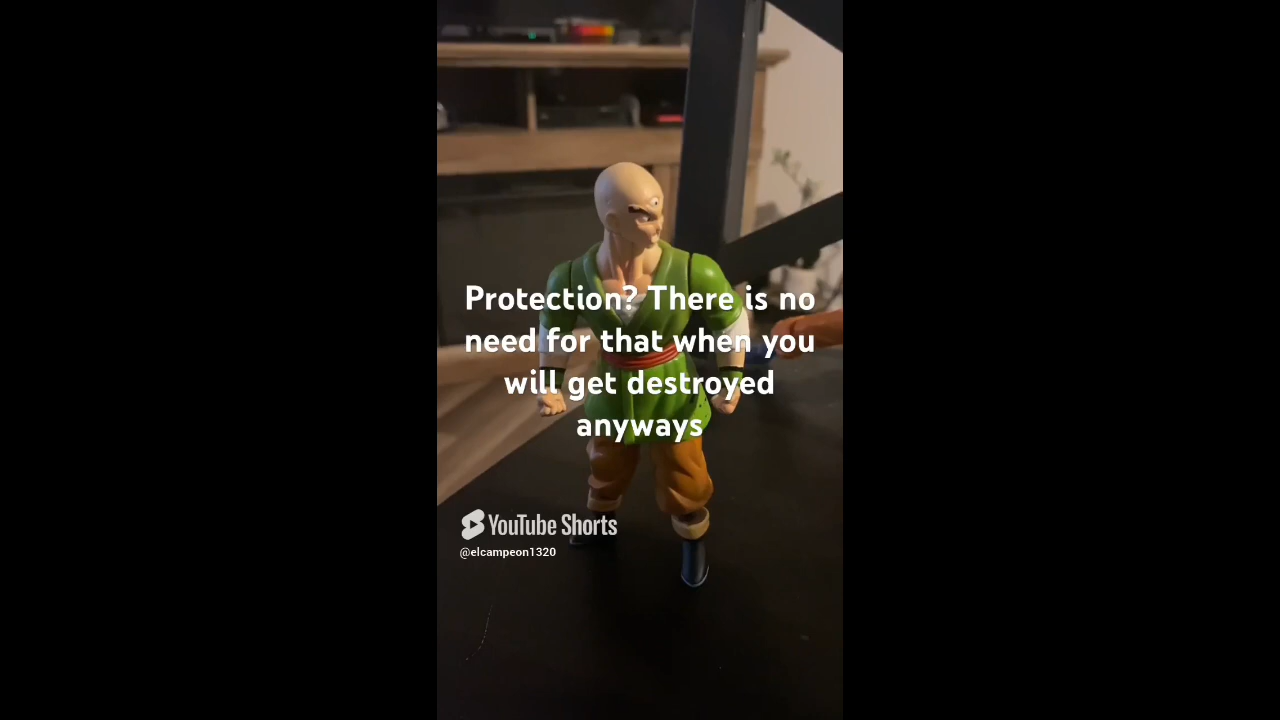 Protection? There is no
need for that when you
will get destroyed
anyways
YouTube Shorts
@elcampeon1320